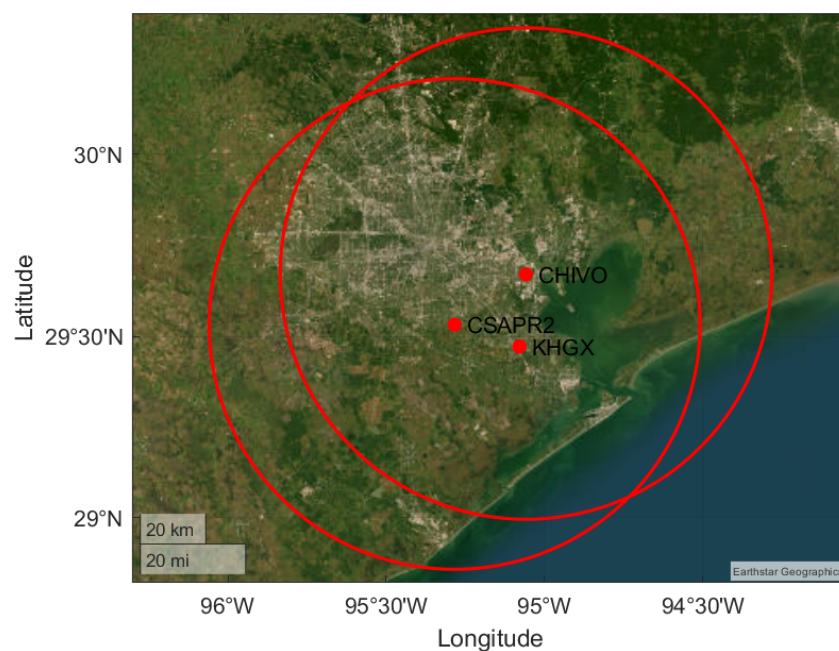 30°N
CHIVO
CSAPR2
29°30'N
KHGX
Latitude
29°N
20 km
20 mi
Earthstar Geographics
96°W
95°30'W
95°W
94°30'W
Longitude